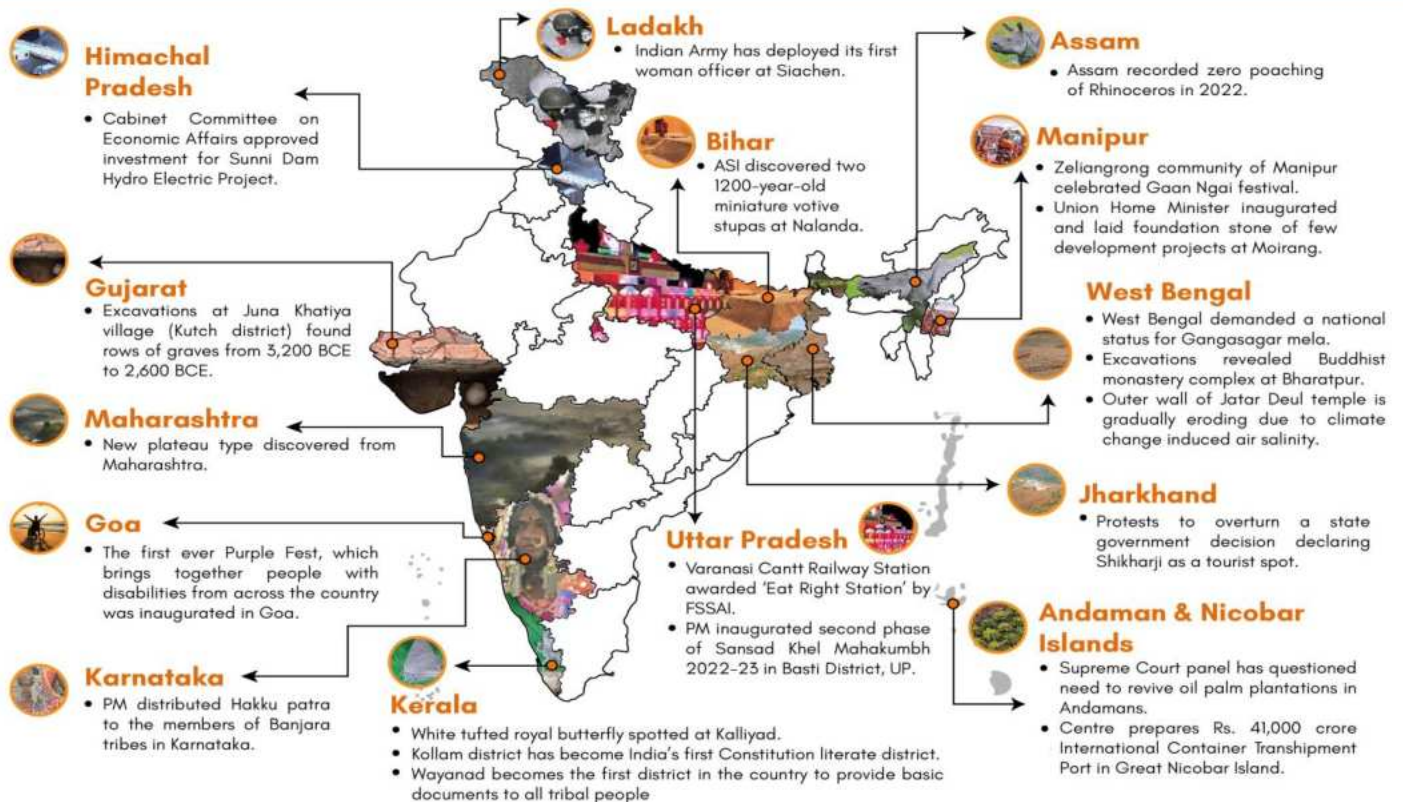 Himachal
Pradesh
• Cabinet Committee on
Economic Affairs approved
investment for Sunni Dam
Hydro Electric Project.
Gujarat
• Excavations at Juna Khatiya
village (Kutch district) found
rows of graves from 3,200 BCE
to 2,600 BCE.
Maharashtra
• New plateau type discovered from
Maharashtra.
Goa
• The first ever Purple Fest, which
brings together people with
disabilities from across the country
was inaugurated in Goa.
Karnataka
• PM distributed Hakku patra
to the members of Banjara
tribes in Karnataka.
Ladakh
• Indian Army has deployed its first
woman officer at Siachen.
Bihar
• ASI discovered two
1200-year-old
miniature votive
stupas at Nalanda.
Uttar Pradesh
• Varanasi Cantt Railway Station
awarded ‘Eat Right Station’ by
FSSAI.
• PM inaugurated second phase
of Sansad Khel Mahakumbh
2022-23 in Basti District, UP.
Kerala
• White tufted royal butterfly spotted at Kalliyad.
• Kollam district has become India’s first Constitution literate district.
• Wayanad becomes the first district in the country to provide basic
documents to all tribal people
Assam
• Assam recorded zero poaching
of Rhinoceros in 2022.
Manipur
• Zeliangrong community of Manipur
celebrated Gaan Ngai festival.
• Union Home Minister inaugurated
and laid foundation stone of few
development projects at Moirang.
West Bengal
• West Bengal demanded a national
status for Gangasagar mela.
• Excavations revealed Buddhist
monastery complex at Bharatpur.
• Outer wall of Jatar Deul temple is
gradually eroding due to climate
change induced air salinity.
Jharkhand
• Protests to overturn a state
government decision declaring
Shikharji as a tourist spot.
Andaman & Nicobar
Islands
• Supreme Court panel has questioned
need to revive oil palm plantations in
Andamans.
• Centre prepares Rs. 41,000 crore
International Container Transhipment
Port in Great Nicobar Island.